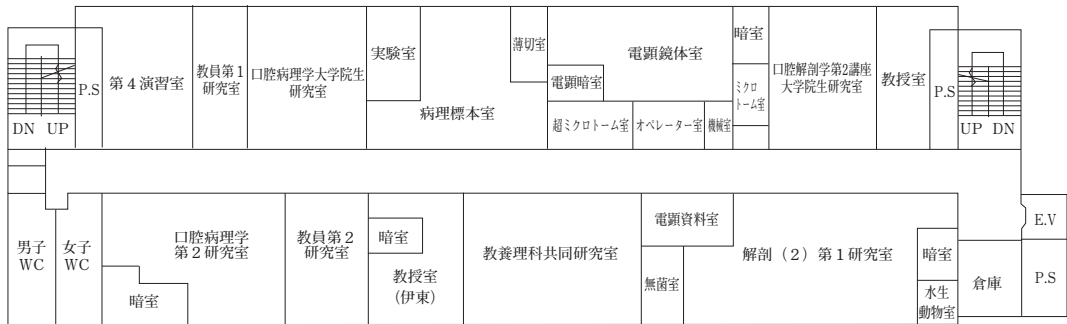 P.S
DN UP
第４演習室
教員第１
研究室
口腔病理学大学院生
研究室
実験室
病理標本室
薄切室
電顕鏡体室
電顕暗室
超ミクロトーム室
オペレーター室
機械室
暗室
ミクロ
トーム室
口腔解剖学第2講座
大学院生研究室
教授室
P.S
UP DN
男子
WC
女子
WC
口腔病理学
第２研究室
暗室
教員第２
研究室
暗室
教授室
(伊東)
教養理科共同研究室
電顕資料室
無菌室
解剖（２）第１研究室
暗室
水生
動物室
倉庫
E.V
P.S